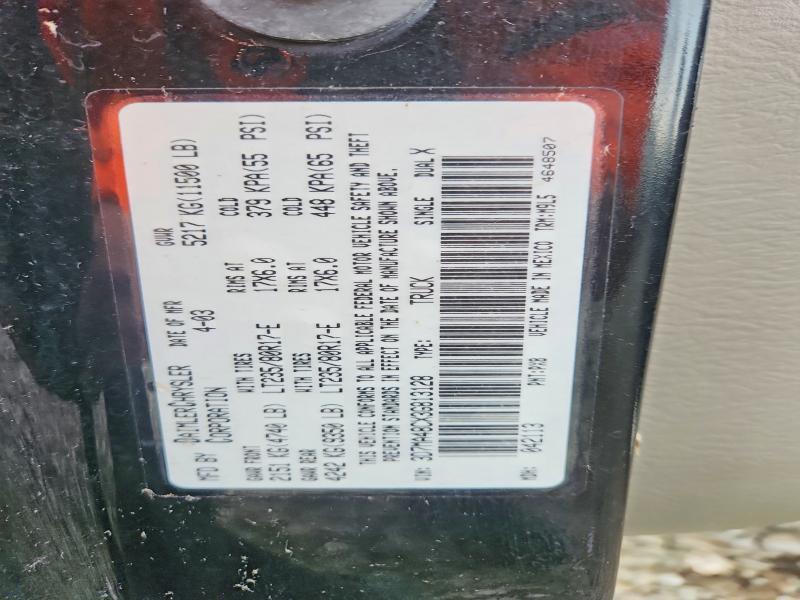 MFD BY DAIMLERCHRYSLER CORPORATION DATE OF MFR 4-03 GVWR 5217 KG(11500 LB)
GAWR FRONT WITH TIRES RIMS AT COLD
2151 KG(4740 LB) LT235/80R17-E 17X6.0 379 KPA(55 PSI)
GAWR REAR WITH TIRES RIMS AT COLD
4242 KG(9350 LB) LT235/80R17-E 17X6.0 448 KPA(65 PSI)
THIS VEHICLE CONFORMS TO ALL APPLICABLE FEDERAL MOTOR VEHICLE SAFETY AND THEFT
PREVENTION STANDARDS IN EFFECT ON THE DATE OF MANUFACTURE SHOWN ABOVE.
VIN: 3D7MA48CX3G813128 TYPE: TRUCK SINGLE DUAL X
MDH: 042113 PNT:PZ8 VEHICLE MADE IN MEXICO TRM:M9L5 4648507